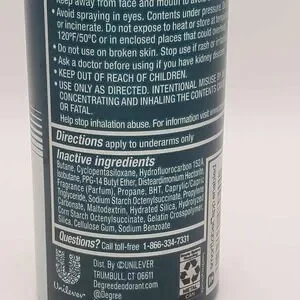 Keep away from face and mouth to avoid
• Avoid spraying in eyes. Contents under pressure. Do
or incinerate. Do not expose to heat or store at
120°F/50°C or in enclosed places that could
• Do not use on broken skin. Stop use if rash or
• Ask a doctor before using if you have kidney
• KEEP OUT OF REACH OF CHILDREN.
• USE ONLY AS DIRECTED. INTENTIONAL MISUSE BY
CONCENTRATING AND INHALING THE CONTENTS CAN
OR FATAL.
Help stop inhalation abuse. For information visit
Directions apply to underarms only
Inactive ingredients
Butane, Cyclopentasiloxane, Hydrofluorocarbon 152A,
PPG-14 Butyl Ether, Disteardimonium Hectorite,
Fragrance (Parfum), Propane, BHT, Caprylic/Capric
Triglyceride, Sodium Starch Octenylsuccinate,
Carbonate, Maltodextrin, Hydrated Silica, Hydrolyzed
Corn Starch Octenylsuccinate, Gelatin Crosspolymer,
Silica, Cellulose Gum, Sodium Benzoate.
Questions? Call toll-free 1-866-334-7331
Unilever
Dist. By ©UNILEVER
TRUMBULL, CT 06611
Degreedeodorant.com
@Degree